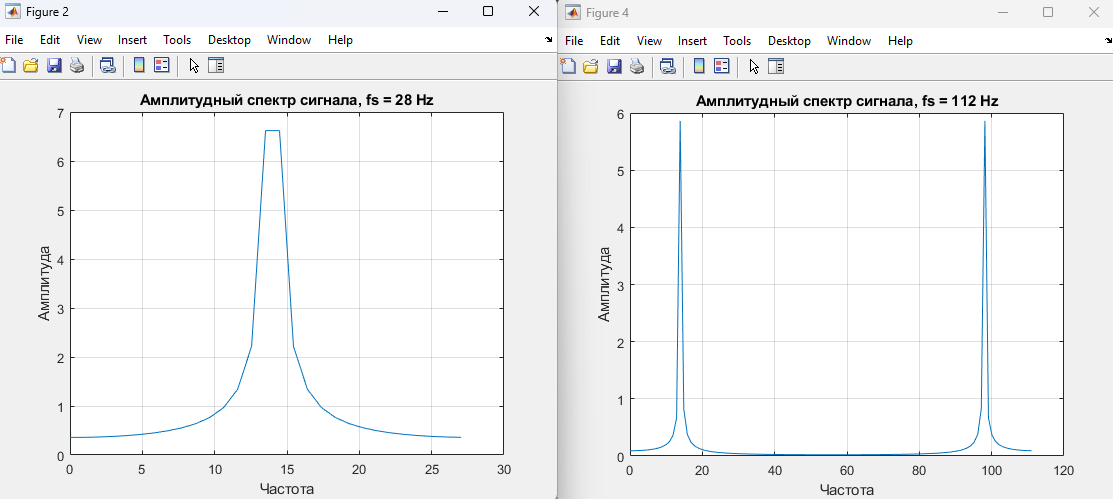 Figure 2
File Edit View Insert Tools Desktop Window Help
Амплитудный спектр сигнала, fs = 28 Hz
7
6
5
4
3
2
1
0
Амплитуда
0 5 10 15 20 25 30
Частота
Figure 4
File Edit View Insert Tools Desktop Window Help
Амплитудный спектр сигнала, fs = 112 Hz
6
5
4
3
2
1
0
Амплитуда
0 20 40 60 80 100 120
Частота